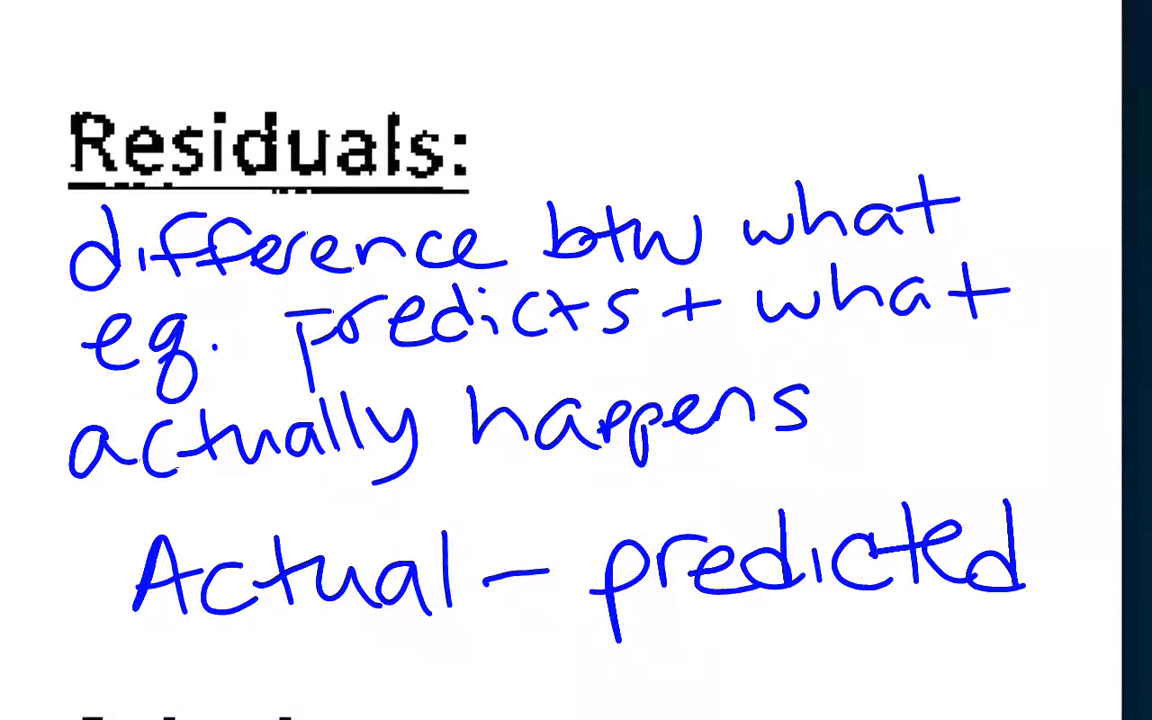 Residuals:
difference btw what
eq. predicts + what
actually happens
Actual – predicted